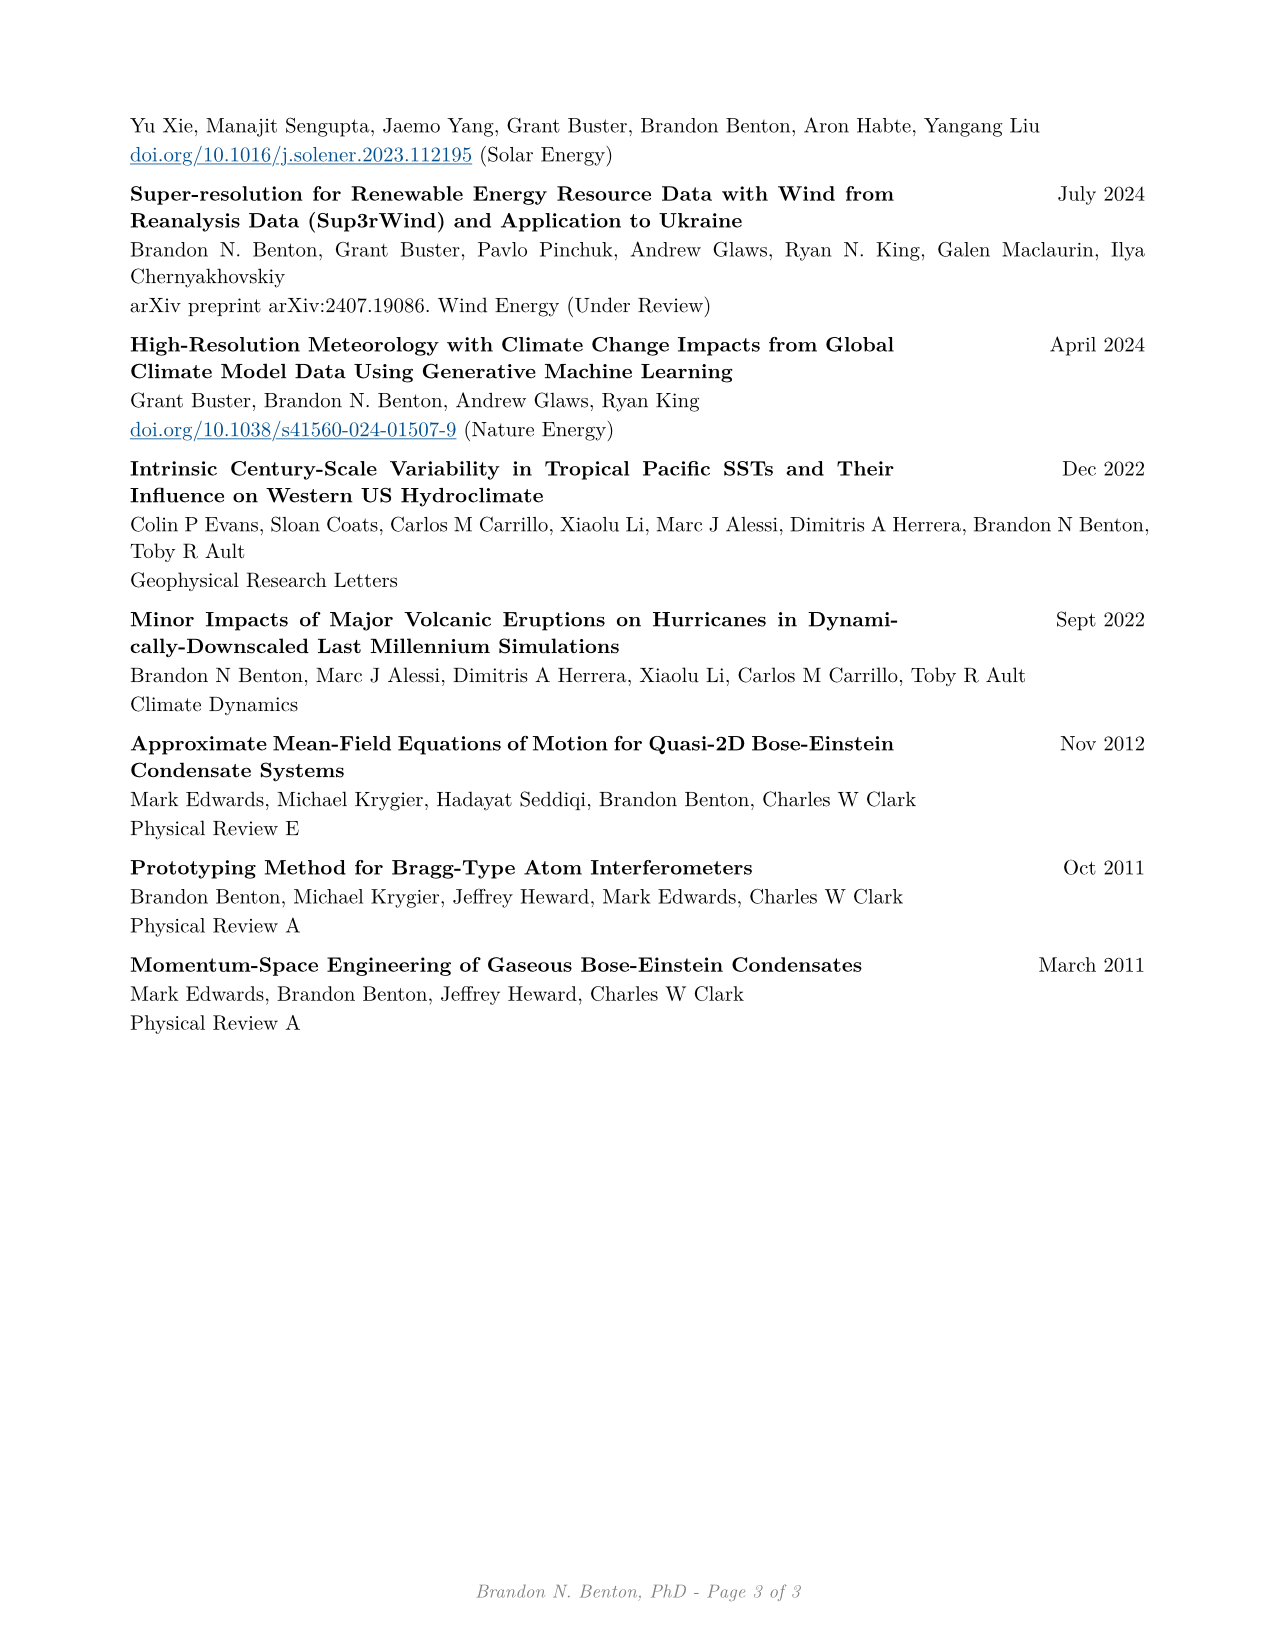 Yu Xie, Manajit Sengupta, Jaemo Yang, Grant Buster, Brandon Benton, Aron Habte, Yangang Liu
doi.org/10.1016/j.solener.2023.112195 (Solar Energy)
Super-resolution for Renewable Energy Resource Data with Wind from July 2024
Reanalysis Data (Sup3rWind) and Application to Ukraine
Brandon N. Benton, Grant Buster, Pavlo Pinchuk, Andrew Glaws, Ryan N. King, Galen Maclaurin, Ilya
Chernyakhovskiy
arXiv preprint arXiv:2407.19086. Wind Energy (Under Review)
High-Resolution Meteorology with Climate Change Impacts from Global April 2024
Climate Model Data Using Generative Machine Learning
Grant Buster, Brandon N. Benton, Andrew Glaws, Ryan King
doi.org/10.1038/s41560-024-01507-9 (Nature Energy)
Intrinsic Century-Scale Variability in Tropical Pacific SSTs and Their Dec 2022
Influence on Western US Hydroclimate
Colin P Evans, Sloan Coats, Carlos M Carrillo, Xiaolu Li, Marc J Alessi, Dimitris A Herrera, Brandon N Benton,
Toby R Ault
Geophysical Research Letters
Minor Impacts of Major Volcanic Eruptions on Hurricanes in Dynami- Sept 2022
cally-Downscaled Last Millennium Simulations
Brandon N Benton, Marc J Alessi, Dimitris A Herrera, Xiaolu Li, Carlos M Carrillo, Toby R Ault
Climate Dynamics
Approximate Mean-Field Equations of Motion for Quasi-2D Bose-Einstein Nov 2012
Condensate Systems
Mark Edwards, Michael Krygier, Hadayat Seddiqi, Brandon Benton, Charles W Clark
Physical Review E
Prototyping Method for Bragg-Type Atom Interferometers Oct 2011
Brandon Benton, Michael Krygier, Jeffrey Heward, Mark Edwards, Charles W Clark
Physical Review A
Momentum-Space Engineering of Gaseous Bose-Einstein Condensates March 2011
Mark Edwards, Brandon Benton, Jeffrey Heward, Charles W Clark
Physical Review A
Brandon N. Benton, PhD - Page 3 of 3